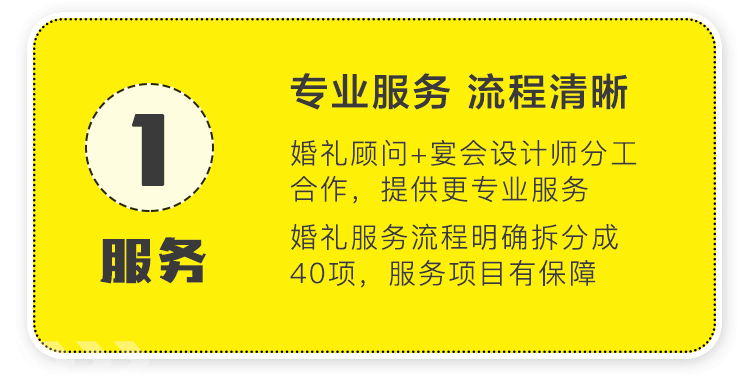 1
服务
专业服务 流程清晰
婚礼顾问+宴会设计师分工
合作，提供更专业服务
婚礼服务流程明确拆分成
40项，服务项目有保障